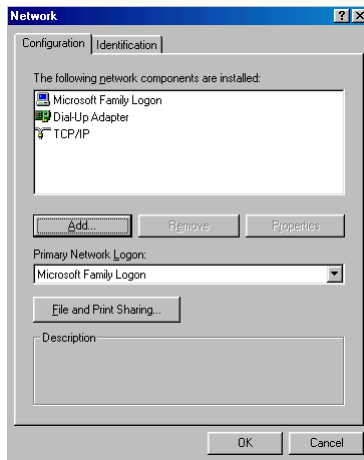 Network
Configuration Identification
The following network components are installed:
Microsoft Family Logon
Dial-Up Adapter
TCP/IP
Add... Remove Properties
Primary Network Logon:
Microsoft Family Logon
File and Print Sharing...
Description
OK Cancel